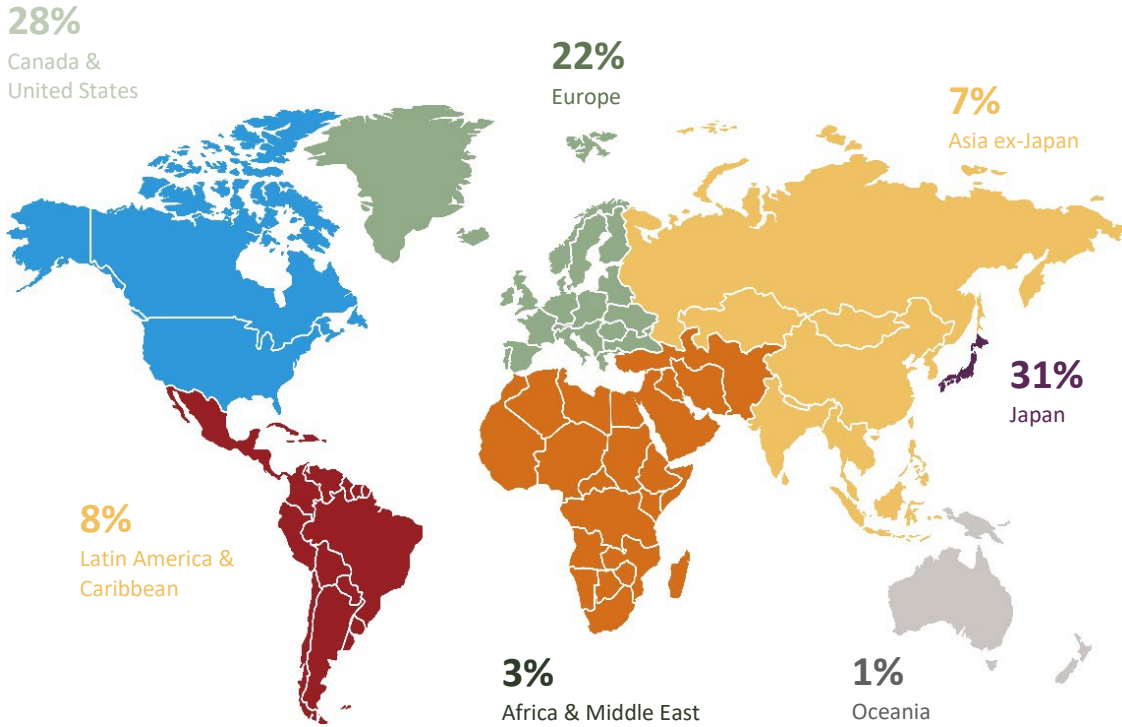 28%
Canada &
United States
22%
Europe
7%
Asia ex-Japan
31%
Japan
8%
Latin America &
Caribbean
3%
Africa & Middle East
1%
Oceania